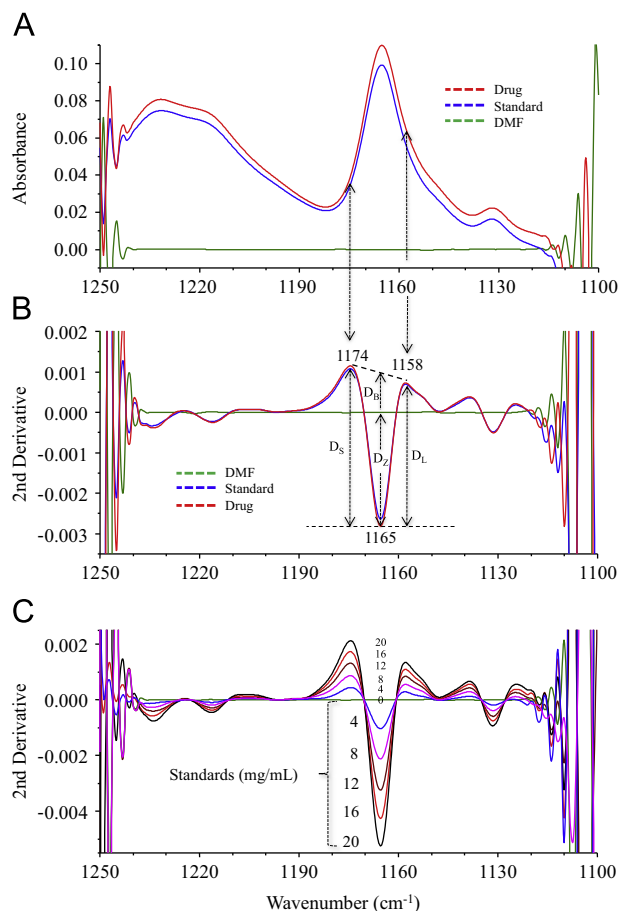 A
Absorbance
0.10
0.08
0.06
0.04
0.02
0.00
Drug
Standard
DMF
1250 1220 1190 1160 1130 1100
B
2nd Derivative
0.002
0.001
0.000
-0.001
-0.002
-0.003
1174
1158
DB
DS
DZ
DL
1165
DMF
Standard
Drug
1250 1220 1190 1160 1130 1100
C
2nd Derivative
0.002
0.000
-0.002
-0.004
20
16
12
8
4
0
4
8
12
16
20
Standards (mg/mL)
1250 1220 1190 1160 1130 1100
Wavenumber (cm-1)